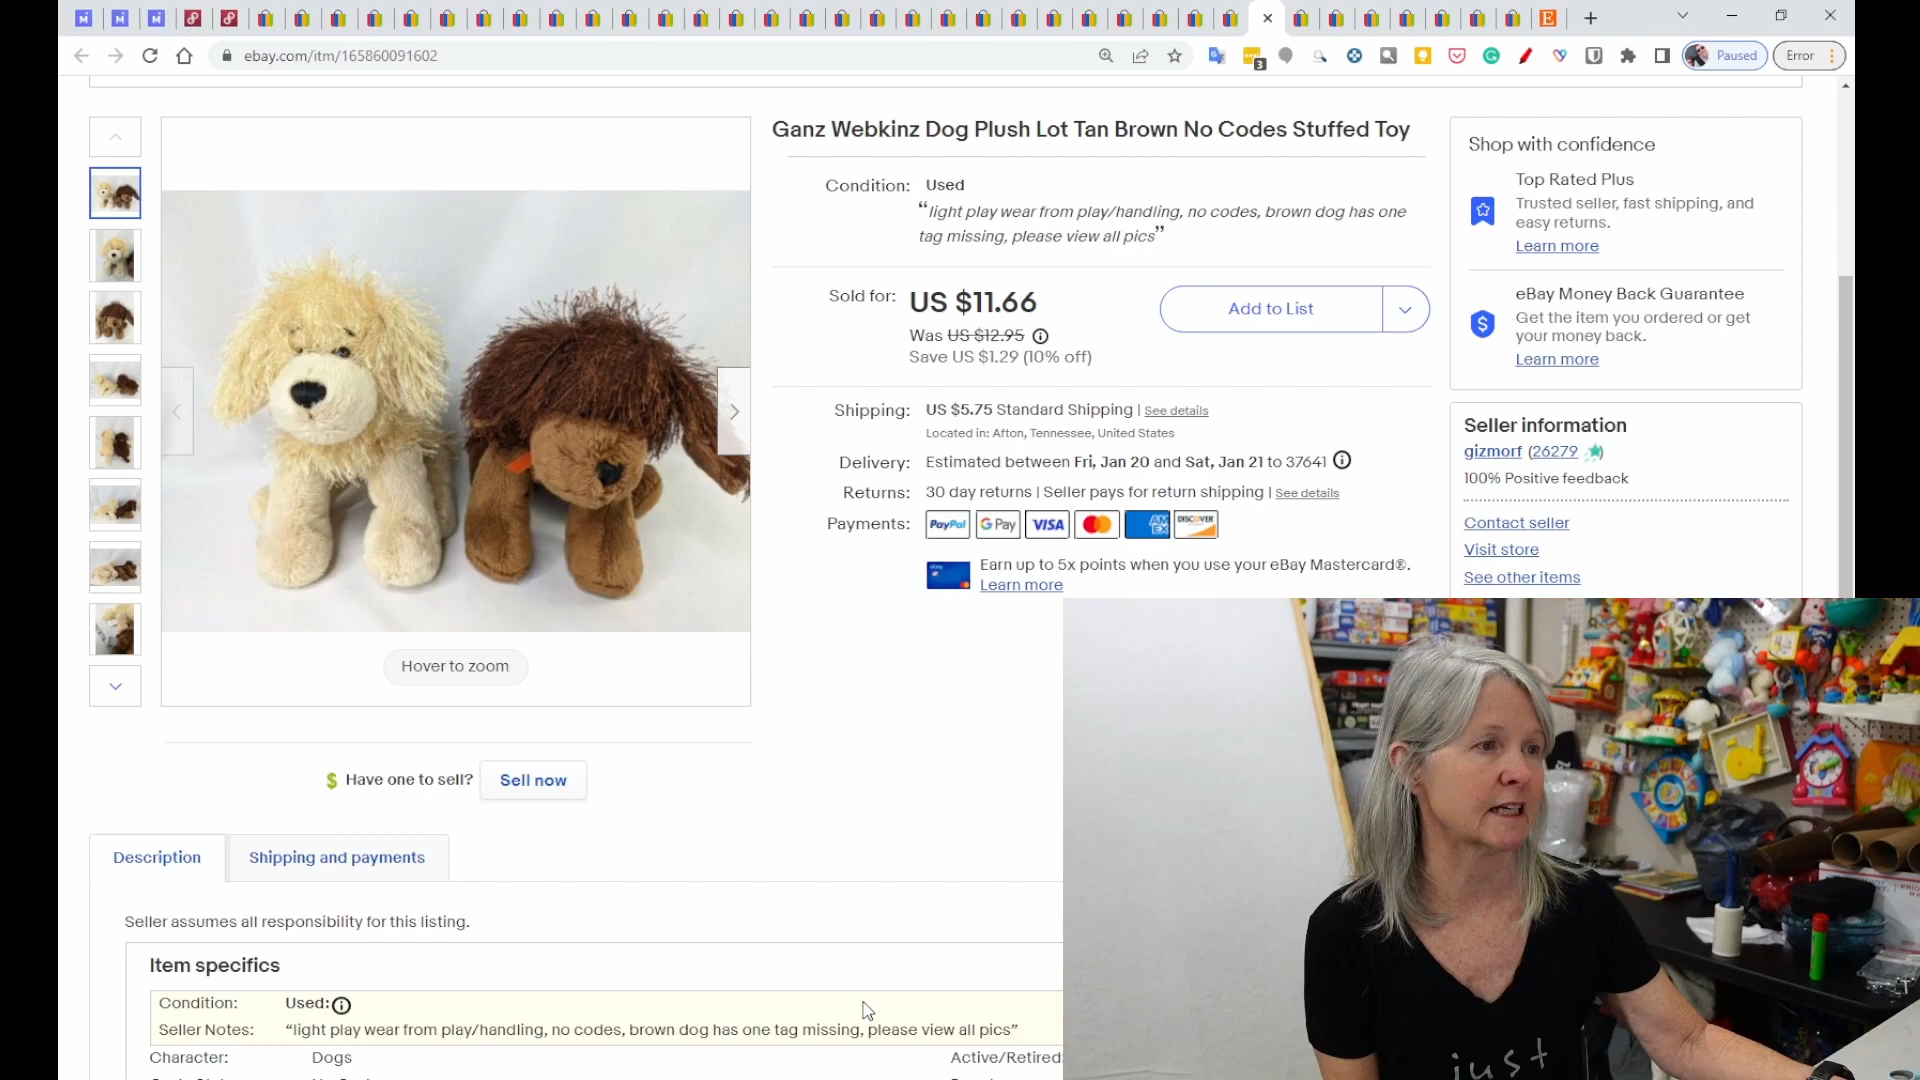 ebay.com/itm/165860091602
3
Paused
Error
Ganz Webkinz Dog Plush Lot Tan Brown No Codes Stuffed Toy
Condition: Used
“light play wear from play/handling, no codes, brown dog has one
tag missing, please view all pics”
Sold for: US $11.66
Was US $12.95
Save US $1.29 (10% off)
Add to List
Shipping: US $5.75 Standard Shipping | See details
Located in: Afton, Tennessee, United States
Delivery: Estimated between Fri, Jan 20 and Sat, Jan 21 to 37641
Returns: 30 day returns | Seller pays for return shipping | See details
Payments: PayPal G Pay VISA AM EX DISCOVER
Earn up to 5x points when you use your eBay Mastercard®.
Learn more
Shop with confidence
Top Rated Plus
Trusted seller, fast shipping, and
easy returns.
Learn more
eBay Money Back Guarantee
Get the item you ordered or get
your money back.
Learn more
Seller information
gizmorf (26279)
100% Positive feedback
Contact seller
Visit store
See other items
Hover to zoom
Have one to sell? Sell now
Description
Shipping and payments
Seller assumes all responsibility for this listing.
Item specifics
Condition: Used:
Seller Notes: “light play wear from play/handling, no codes, brown dog has one tag missing, please view all pics”
Character: Dogs
Active/Retired:
just